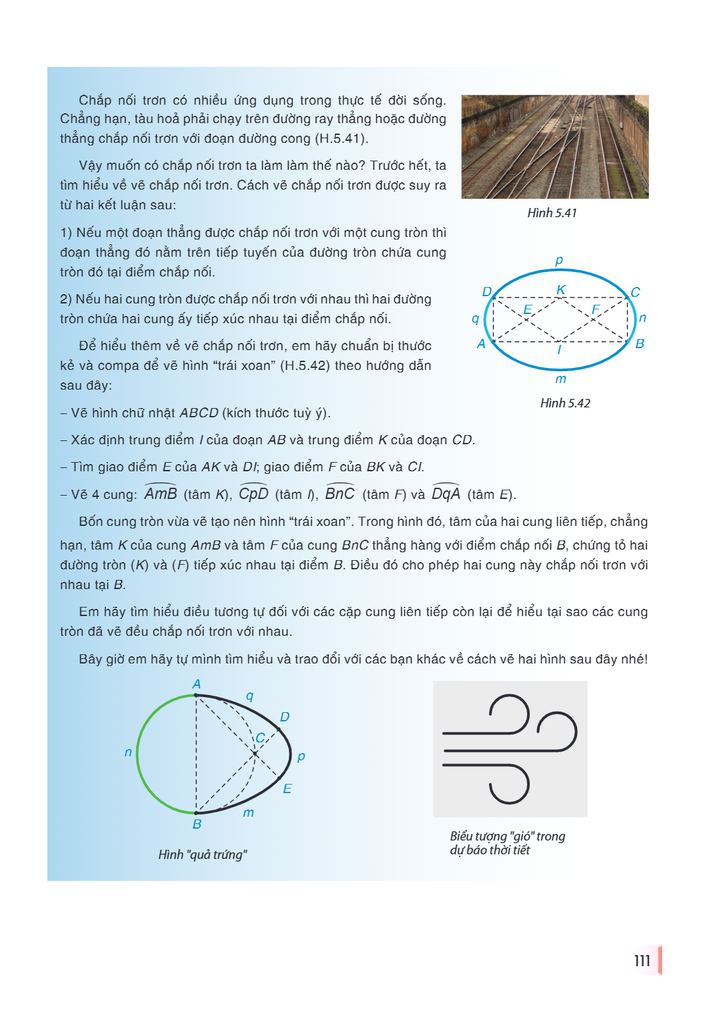 Chắp nối trơn có nhiều ứng dụng trong thực tế đời sống.
Chẳng hạn, tàu hoả phải chạy trên đường ray thẳng hoặc đường
thẳng chắp nối trơn với đoạn đường cong (H.5.41).
Vậy muốn có chắp nối trơn ta làm làm thế nào? Trước hết, ta
tìm hiểu về vẽ chắp nối trơn. Cách vẽ chắp nối trơn được suy ra
từ hai kết luận sau:
Hình 5.41
1) Nếu một đoạn thẳng được chắp nối trơn với một cung tròn thì
đoạn thẳng đó nằm trên tiếp tuyến của đường tròn chứa cung
tròn đó tại điểm chắp nối.
2) Nếu hai cung tròn được chắp nối trơn với nhau thì hai đường
tròn chứa hai cung ấy tiếp xúc nhau tại điểm chắp nối.
Để hiểu thêm về vẽ chắp nối trơn, em hãy chuẩn bị thước
kẻ và compa để vẽ hình “trái xoan” (H.5.42) theo hướng dẫn
sau đây:
p
D K C
E F
q n
A I B
m
Hình 5.42
– Vẽ hình chữ nhật ABCD (kích thước tuỳ ý).
– Xác định trung điểm I của đoạn AB và trung điểm K của đoạn CD.
– Tìm giao điểm E của AK và DI; giao điểm F của BK và CI.
– Vẽ 4 cung: AmB (tâm K), CpD (tâm I), BnC (tâm F) và DqA (tâm E).
Bốn cung tròn vừa vẽ tạo nên hình “trái xoan”. Trong hình đó, tâm của hai cung liên tiếp, chẳng
hạn, tâm K của cung AmB và tâm F của cung BnC thẳng hàng với điểm chắp nối B, chứng tỏ hai
đường tròn (K) và (F) tiếp xúc nhau tại điểm B. Điều đó cho phép hai cung này chắp nối trơn với
nhau tại B.
Em hãy tìm hiểu điều tương tự đối với các cặp cung liên tiếp còn lại để hiểu tại sao các cung
tròn đã vẽ đều chắp nối trơn với nhau.
Bây giờ em hãy tự mình tìm hiểu và trao đổi với các bạn khác về cách vẽ hai hình sau đây nhé!
A
q
D
C
n p
E
m
B
Hình "quả trứng"
Biểu tượng "gió" trong
dự báo thời tiết
111